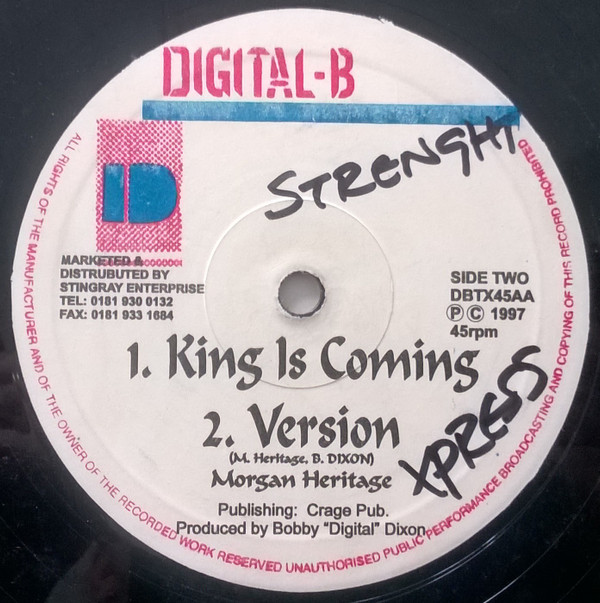 DIGITAL-B
STRENGHT
D
MARKETED &
DISTRUBUTED BY
STINGRAY ENTERPRISE
TEL: 0181 930 0132
FAX: 0181 933 1684
SIDE TWO
DBTX45AA
Ⓟ Ⓒ 1997
45rpm
1. King Is Coming
2. Version
(M. Heritage, B. DIXON)
Morgan Heritage
XPRESS
Publishing: Crage Pub.
Produced by Bobby "Digital" Dixon
ALL RIGHTS OF THE MANUFACTURER AND OF THE OWNER OF THE RECORDED WORK RESERVED UNAUTHORISED PUBLIC PERFORMANCE BROADCASTING AND COPYING OF THIS RECORD PROHIBITED